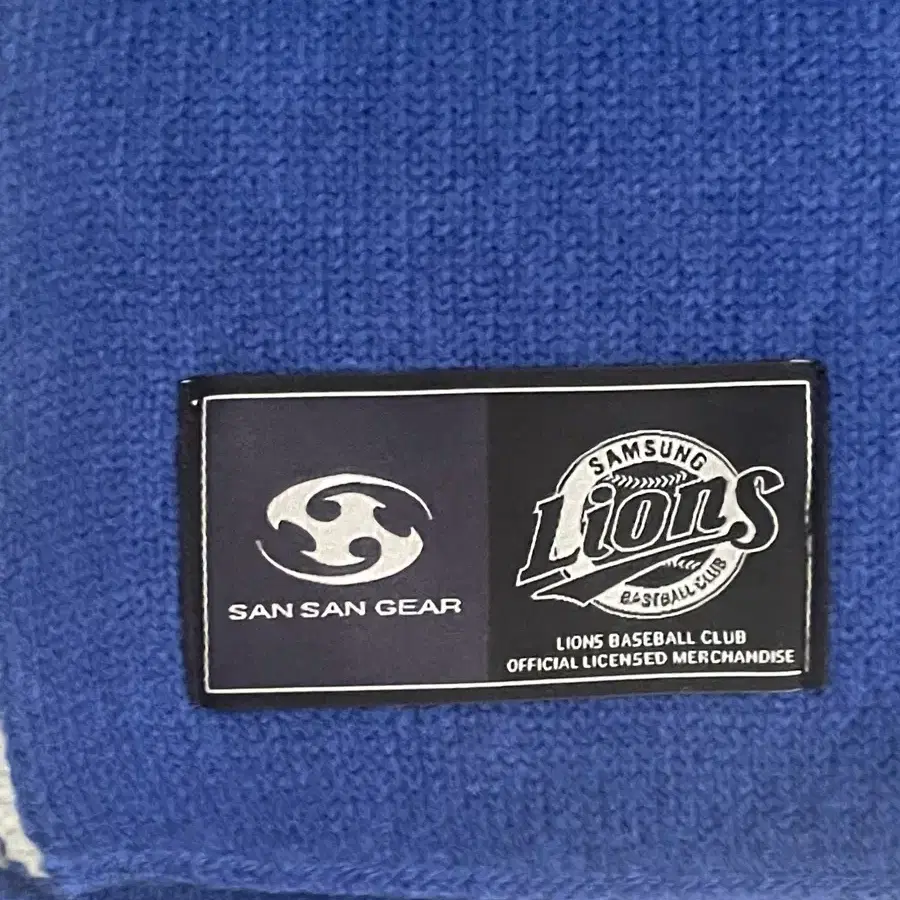 SAN SAN GEAR
SAMSUNG
Lions
BASEBALL CLUB
LIONS BASEBALL CLUB
OFFICIAL LICENSED MERCHANDISE